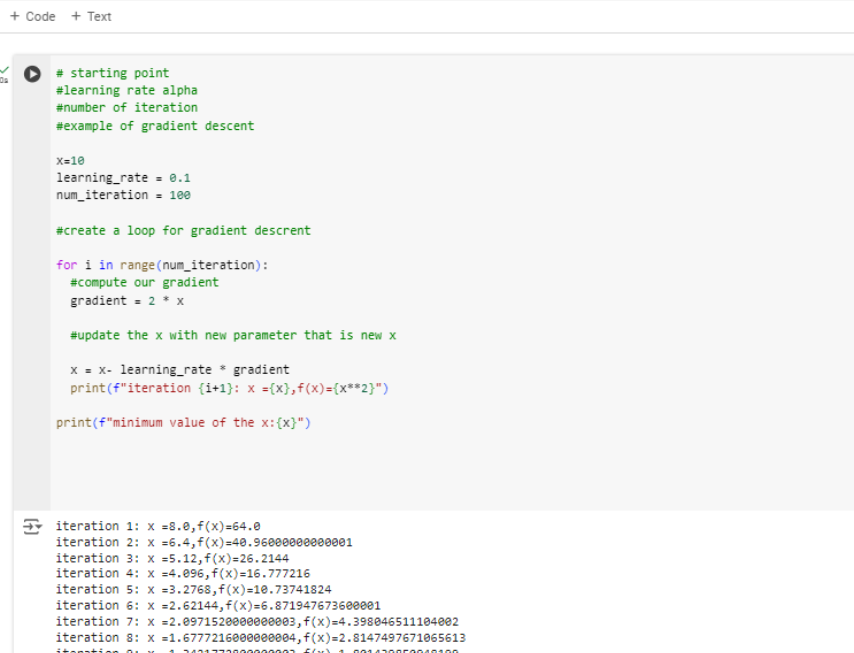 + Code + Text
0s
# starting point
#learning rate alpha
#number of iteration
#example of gradient descent
x=10
learning_rate = 0.1
num_iteration = 100
#create a loop for gradient descrent
for i in range(num_iteration):
#compute our gradient
gradient = 2 * x
#update the x with new parameter that is new x
x = x- learning_rate * gradient
print(f"iteration {i+1}: x ={x},f(x)={x**2}")
print(f"minimum value of the x:{x}")
iteration 1: x =8.0,f(x)=64.0
iteration 2: x =6.4,f(x)=40.96000000000001
iteration 3: x =5.12,f(x)=26.2144
iteration 4: x =4.096,f(x)=16.777216
iteration 5: x =3.2768,f(x)=10.73741824
iteration 6: x =2.62144,f(x)=6.871947673600001
iteration 7: x =2.0971520000000003,f(x)=4.398046511104002
iteration 8: x =1.6777216000000004,f(x)=2.8147497671065613